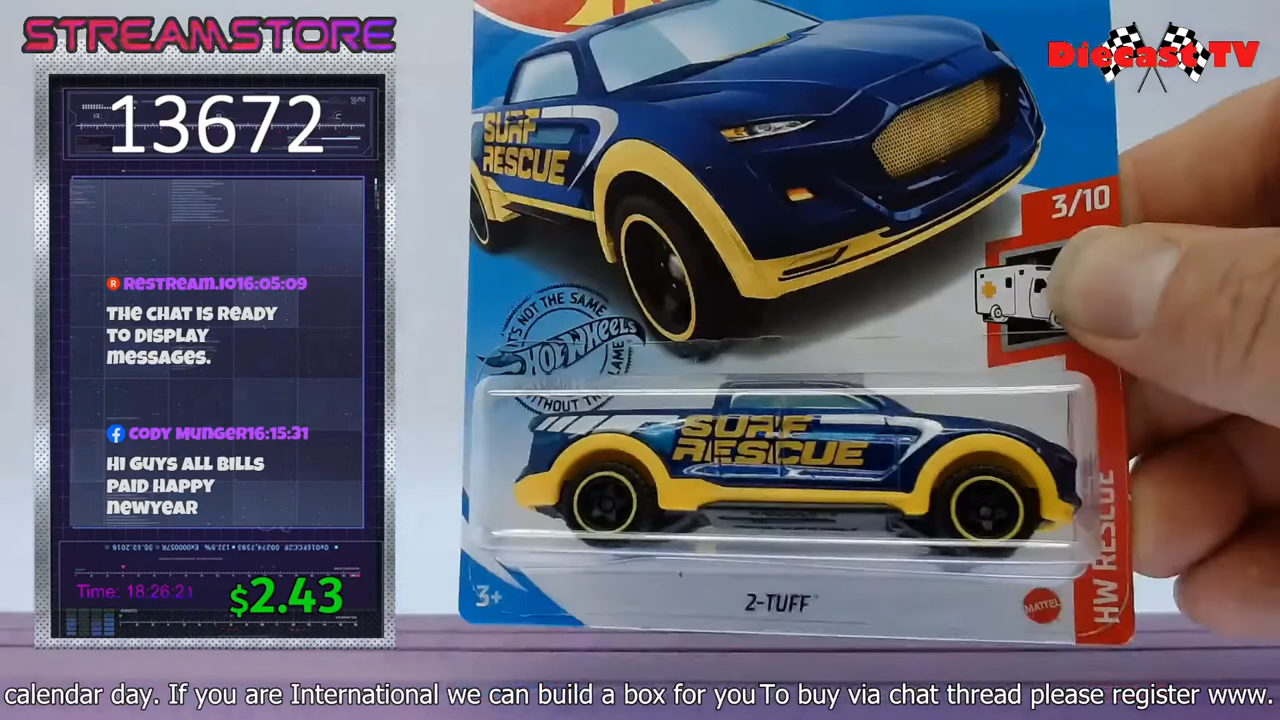 STREAMSTORE
13672
RESTREAM.IO16:05:09
THE CHAT IS READY
TO DISPLAY
MESSAGES.
CODY MUNGER16:15:31
HI GUYS ALL BILLS
PAID HAPPY
NEWYEAR
Time: 18:26:21
$2.43
Diecast TV
SURF
RESCUE
3/10
IT'S NOT THE SAME
HOT WHEELS
WITHOUT THE
FLAME
SURF
RESCUE
HW RESCUE
3+
2-TUFF
MATTEL
calendar day. If you are International we can build a box for you To buy via chat thread please register www.